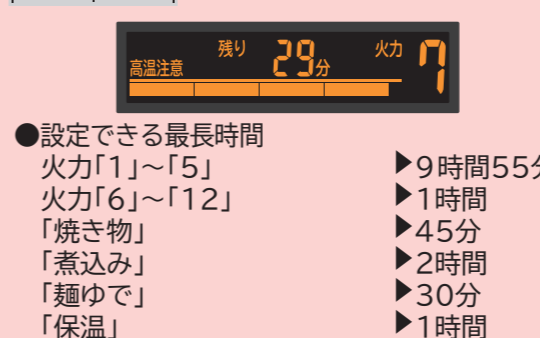 残り 29分 火力 7
高温注意
●設定できる最長時間
火力「1」～「5」 ▶9時間55分
火力「6」～「12」 ▶1時間
「焼き物」 ▶45分
「煮込み」 ▶2時間
「麺ゆで」 ▶30分
「保温」 ▶1時間